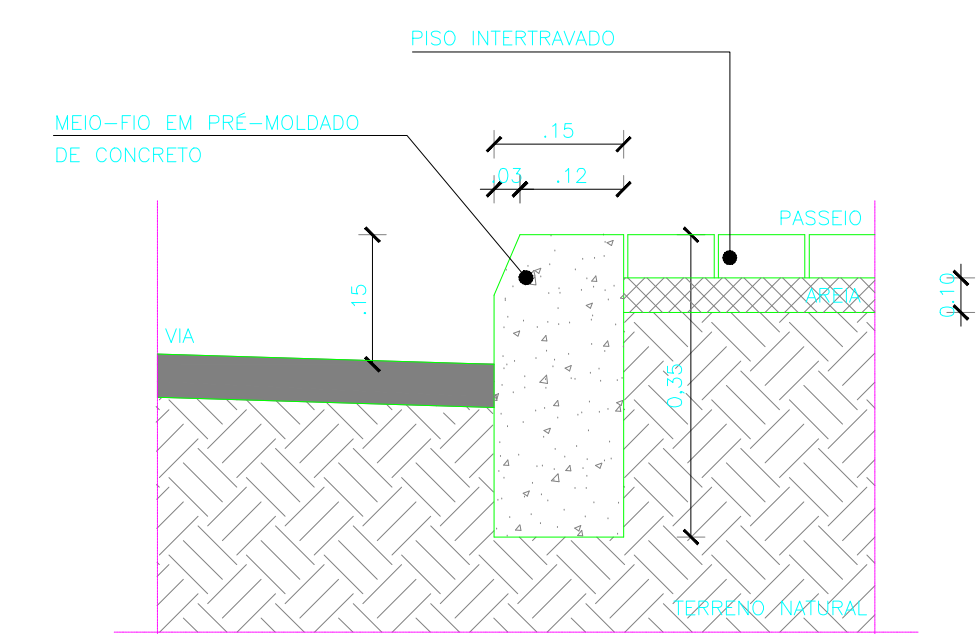 PISO INTERTRAVADO
MEIO-FIO EM PRÉ-MOLDADO
DE CONCRETO
.15
03
.12
PASSEIO
.15
AREIA
0.10
VIA
0,35
TERRENO NATURAL